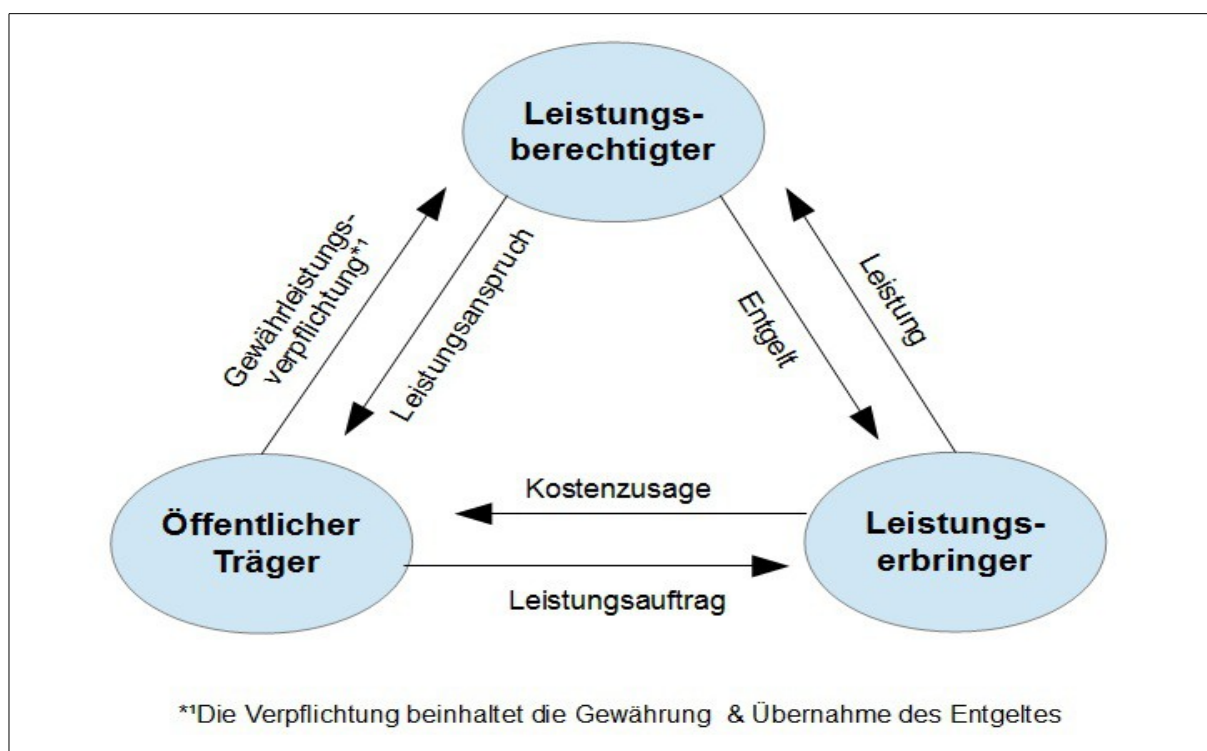 Leistungs-
berechtigter
Gewährleistungs-
verpflichtung*¹
Leistungsanspruch
Entgelt
Leistung
Kostenzusage
Öffentlicher
Träger
Leistungs-
erbringer
Leistungsauftrag
*¹Die Verpflichtung beinhaltet die Gewährung & Übernahme des Entgeltes